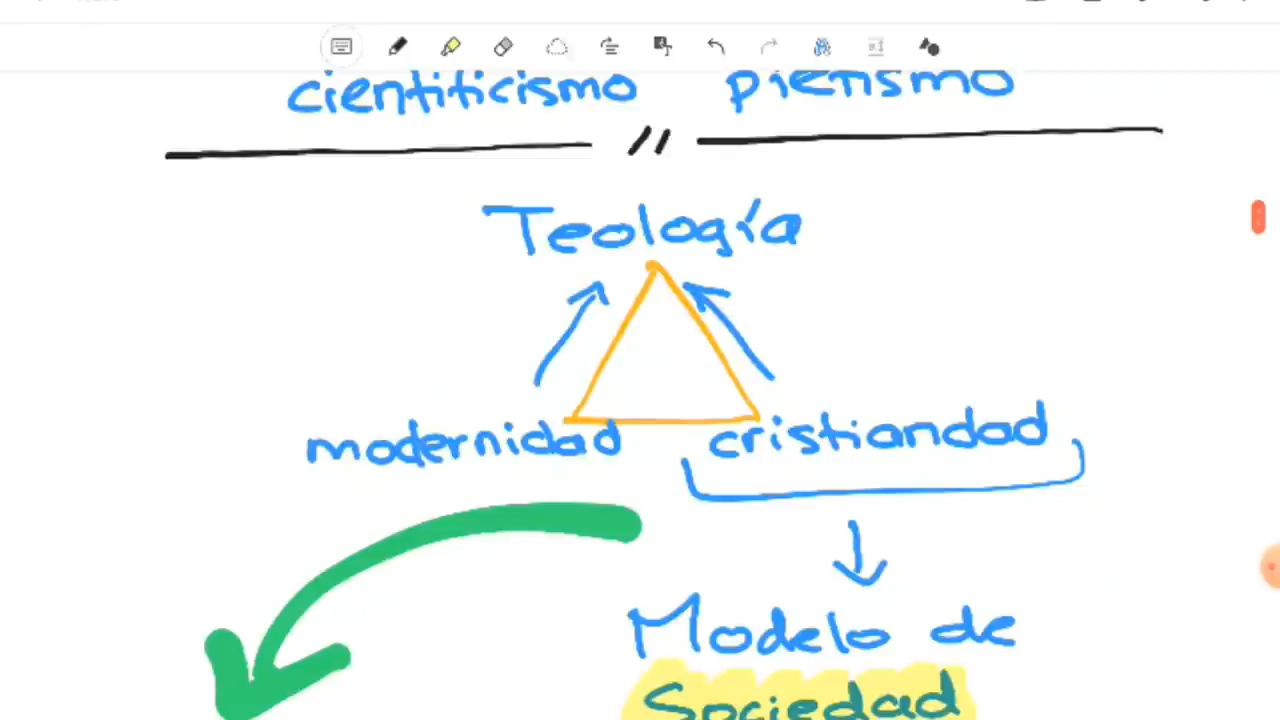 cientificismo pietismo
Teología
modernidad cristiandad
Modelo de
Sociedad